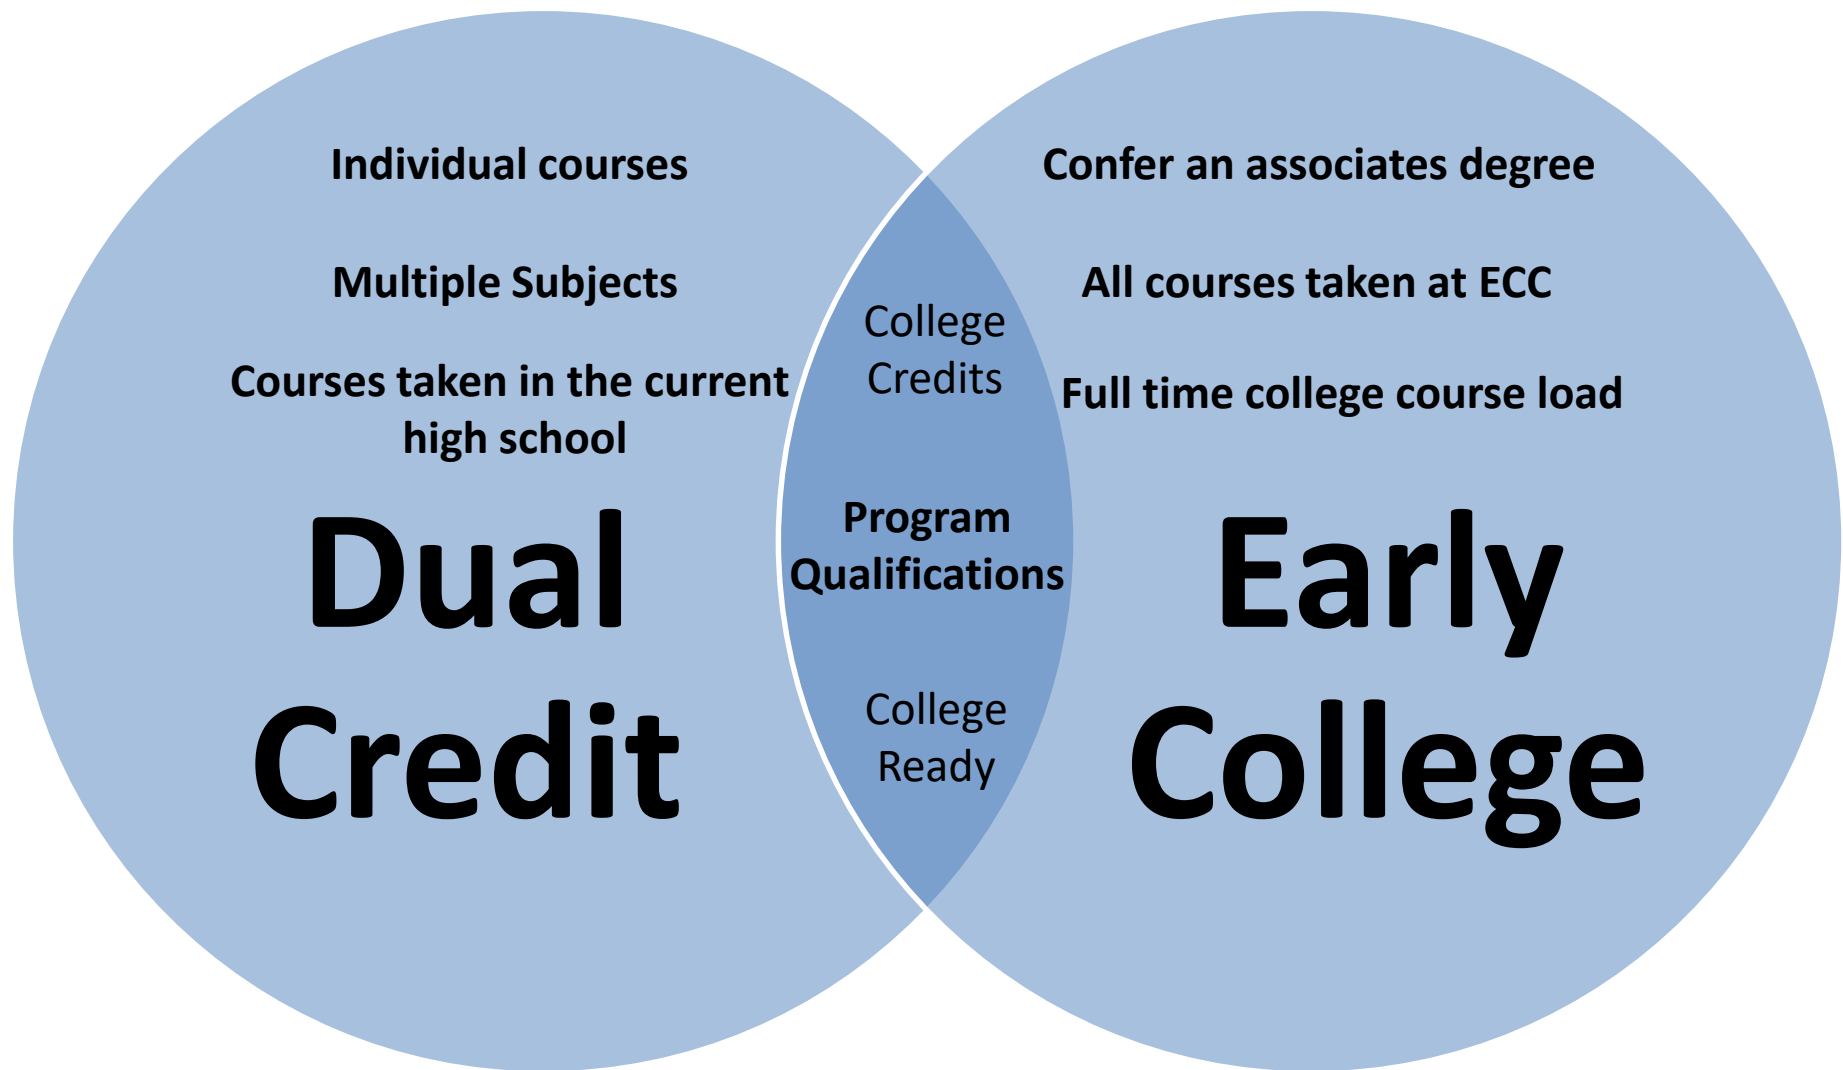 Individual courses
Multiple Subjects
Courses taken in the current
high school
Dual
Credit
College
Credits
Program
Qualifications
College
Ready
Confer an associates degree
All courses taken at ECC
Full time college course load
Early
College